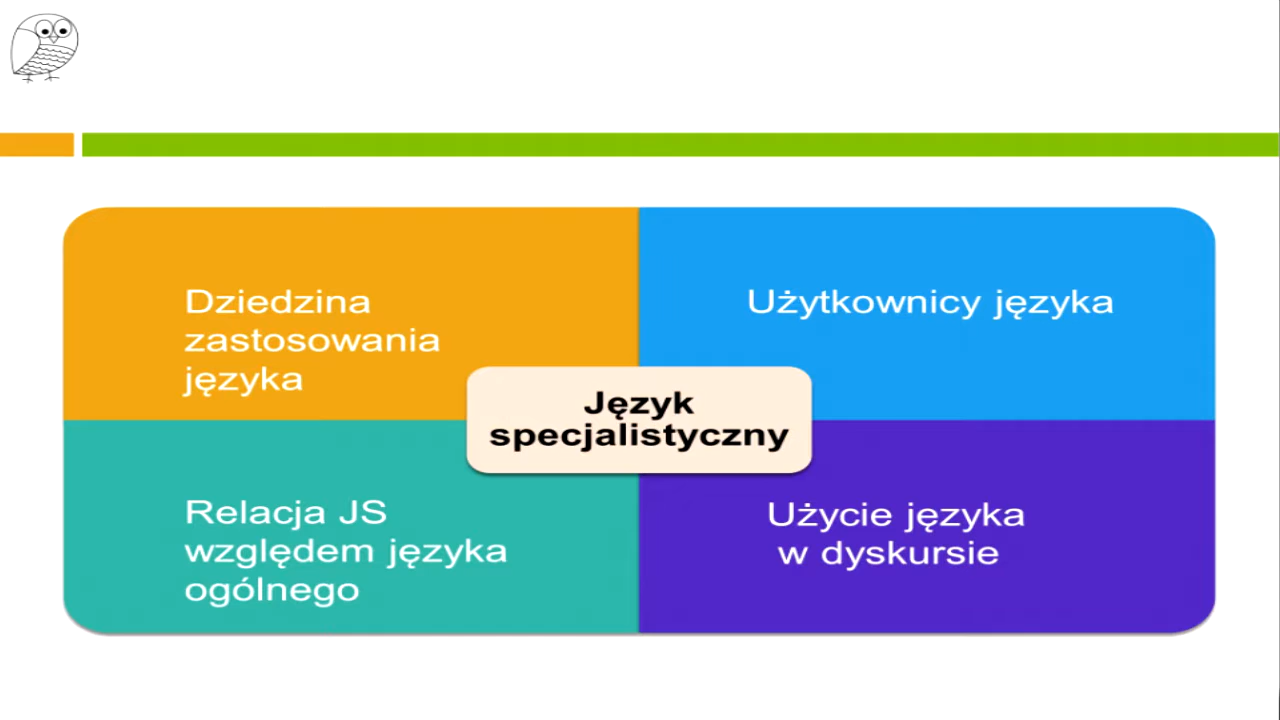 Dziedzina
zastosowania
języka
Użytkownicy języka
Język
specjalistyczny
Relacja JS
względem języka
ogólnego
Użycie języka
w dyskursie